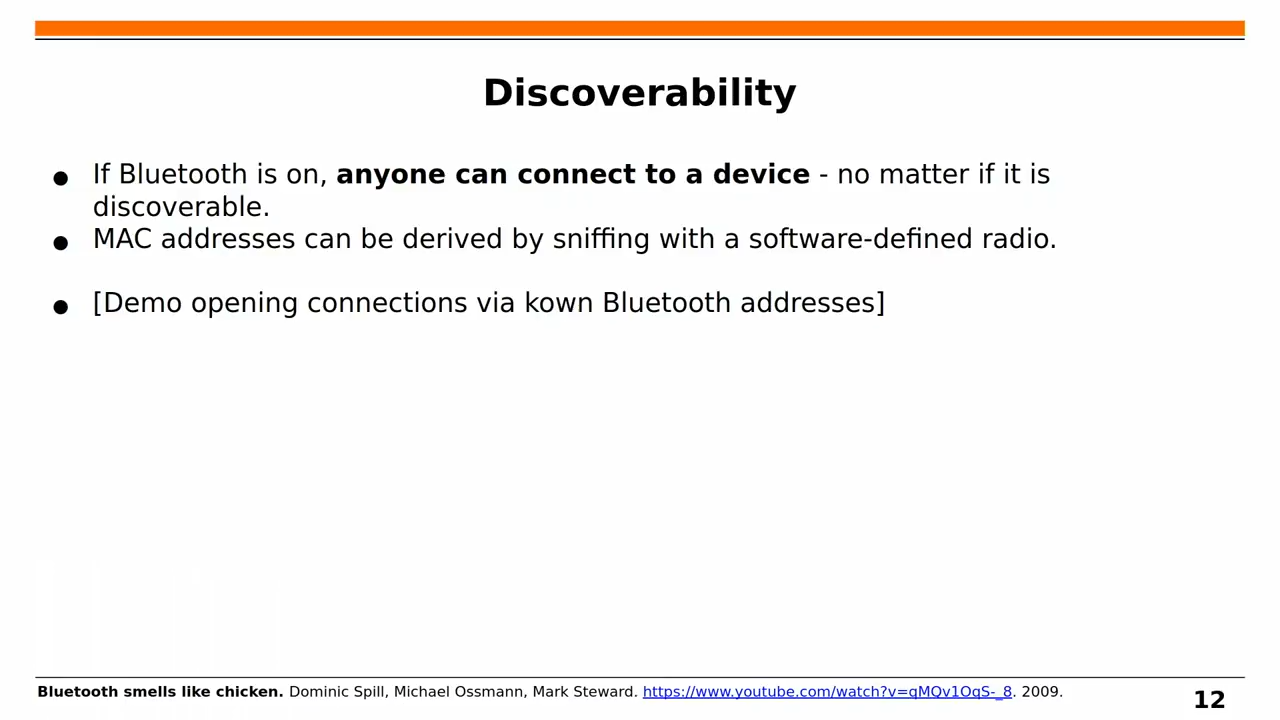 Discoverability
● If Bluetooth is on, anyone can connect to a device - no matter if it is
discoverable.
● MAC addresses can be derived by sniffing with a software-defined radio.
● [Demo opening connections via kown Bluetooth addresses]
Bluetooth smells like chicken. Dominic Spill, Michael Ossmann, Mark Steward. https://www.youtube.com/watch?v=qMQv1OqS-_8. 2009.
12